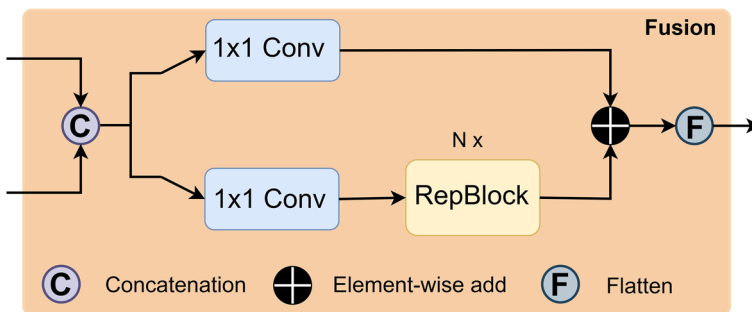 Fusion
1x1 Conv
C
F
N x
1x1 Conv
RepBlock
C Concatenation
Element-wise add
F Flatten